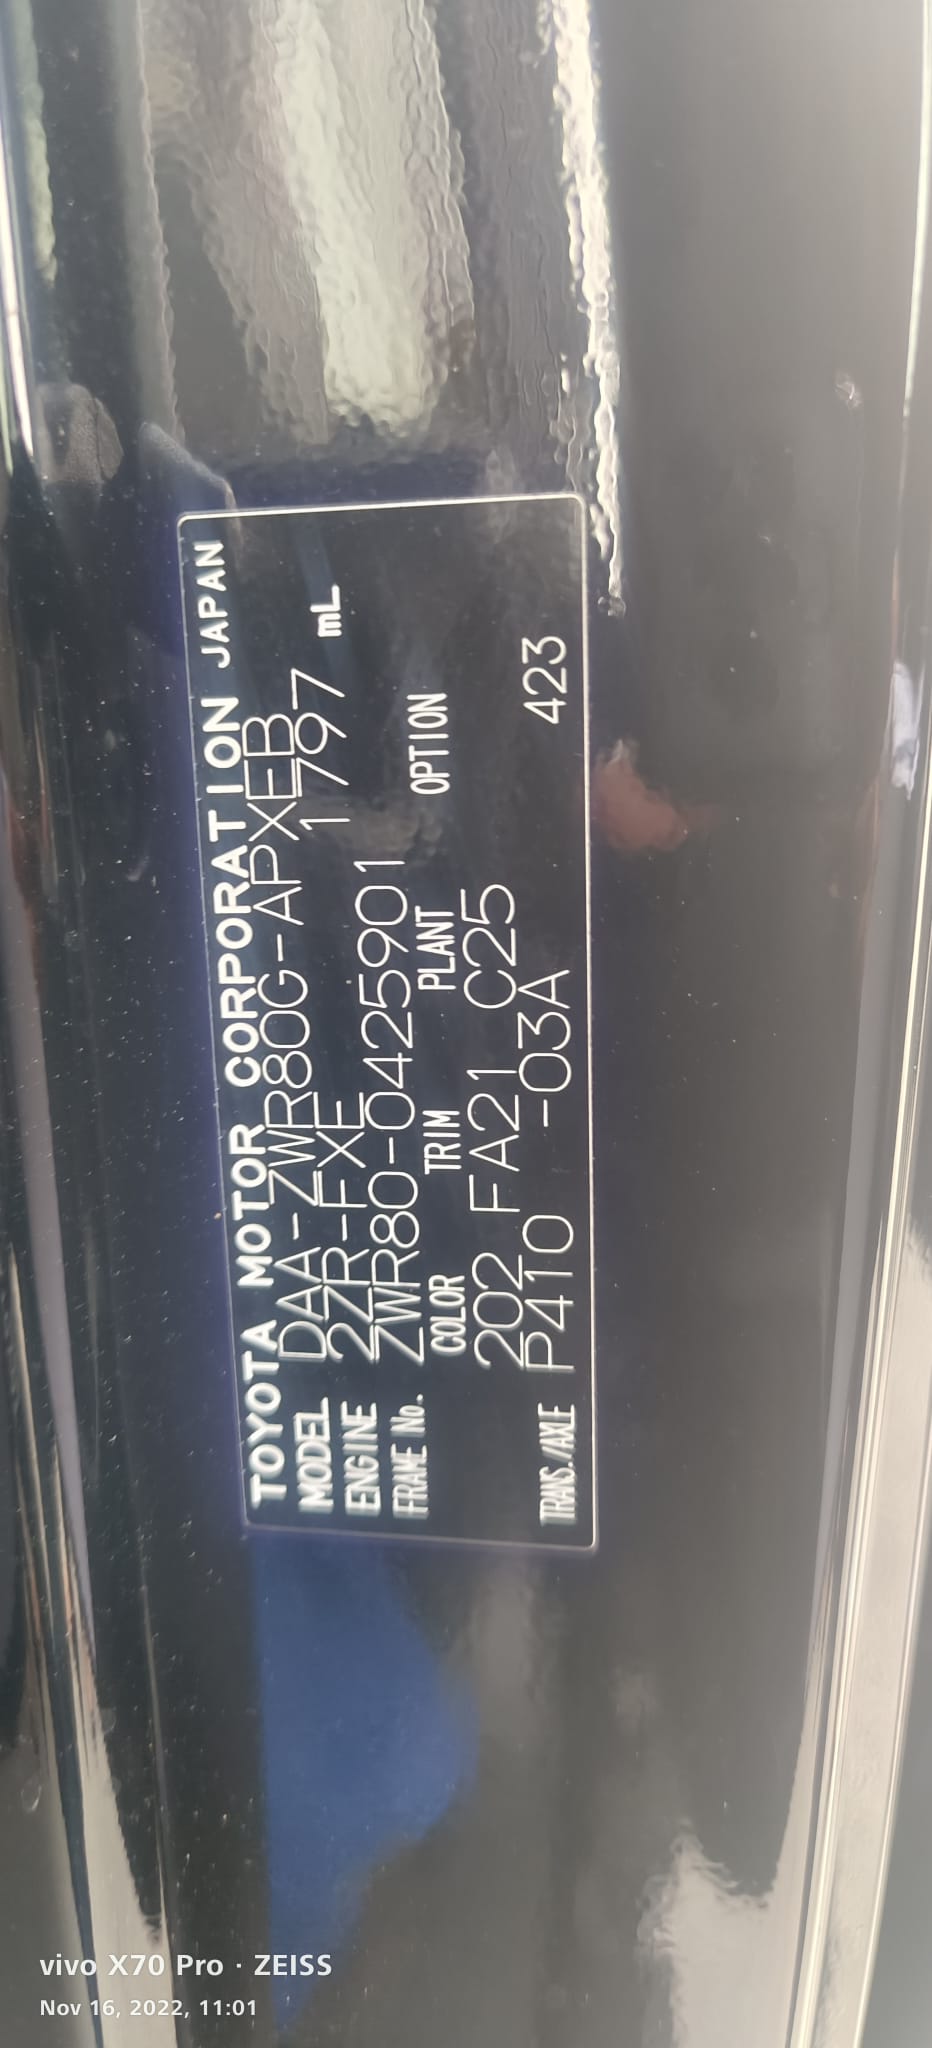 TOYOTA MOTOR CORPORATION JAPAN
MODEL DAA-ZWR80G-APXEB
ENGINE 2ZR-FXE 1797 mL
FRAME No. ZWR80-0425901
COLOR TRIM PLANT OPTION
202 FA21 C25
TRANS./AXLE P410 -03A 423
vivo X70 Pro · ZEISS
Nov 16, 2022, 11:01